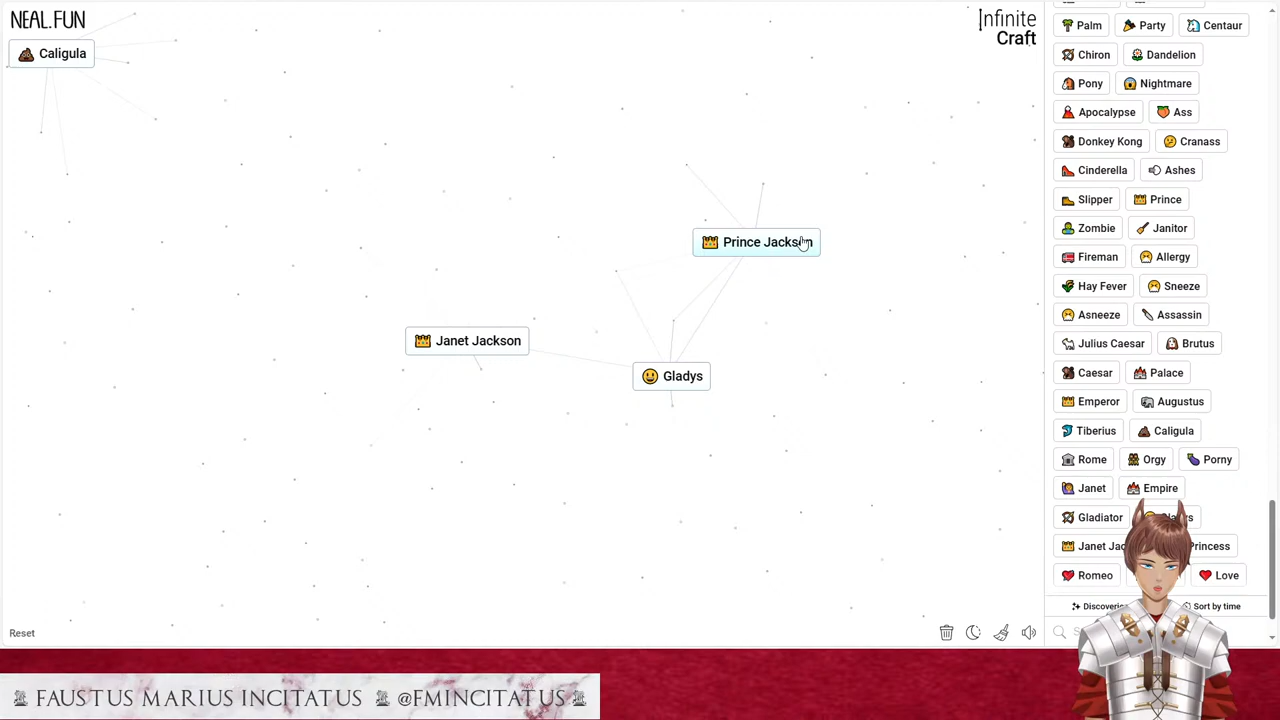 NEAL.FUN
Infinite
Craft
Caligula
Prince Jackson
Janet Jackson
Gladys
Reset
Palm Party Centaur
Chiron Dandelion
Pony Nightmare
Apocalypse Ass
Donkey Kong Cranass
Cinderella Ashes
Slipper Prince
Zombie Janitor
Fireman Allergy
Hay Fever Sneeze
Asneeze Assassin
Julius Caesar Brutus
Caesar Palace
Emperor Augustus
Tiberius Caligula
Rome Orgy Porny
Janet Empire
Gladiator
Janet Princess
Romeo Love
Sort by time
FAUSTUS MARIUS INCITATUS @FMINCITATUS